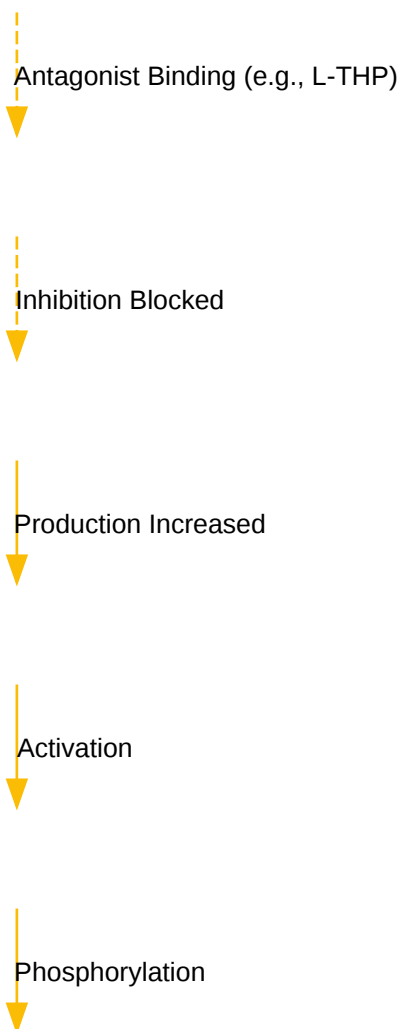 Antagonist Binding (e.g., L-THP)
Inhibition Blocked
Production Increased
Activation
Phosphorylation